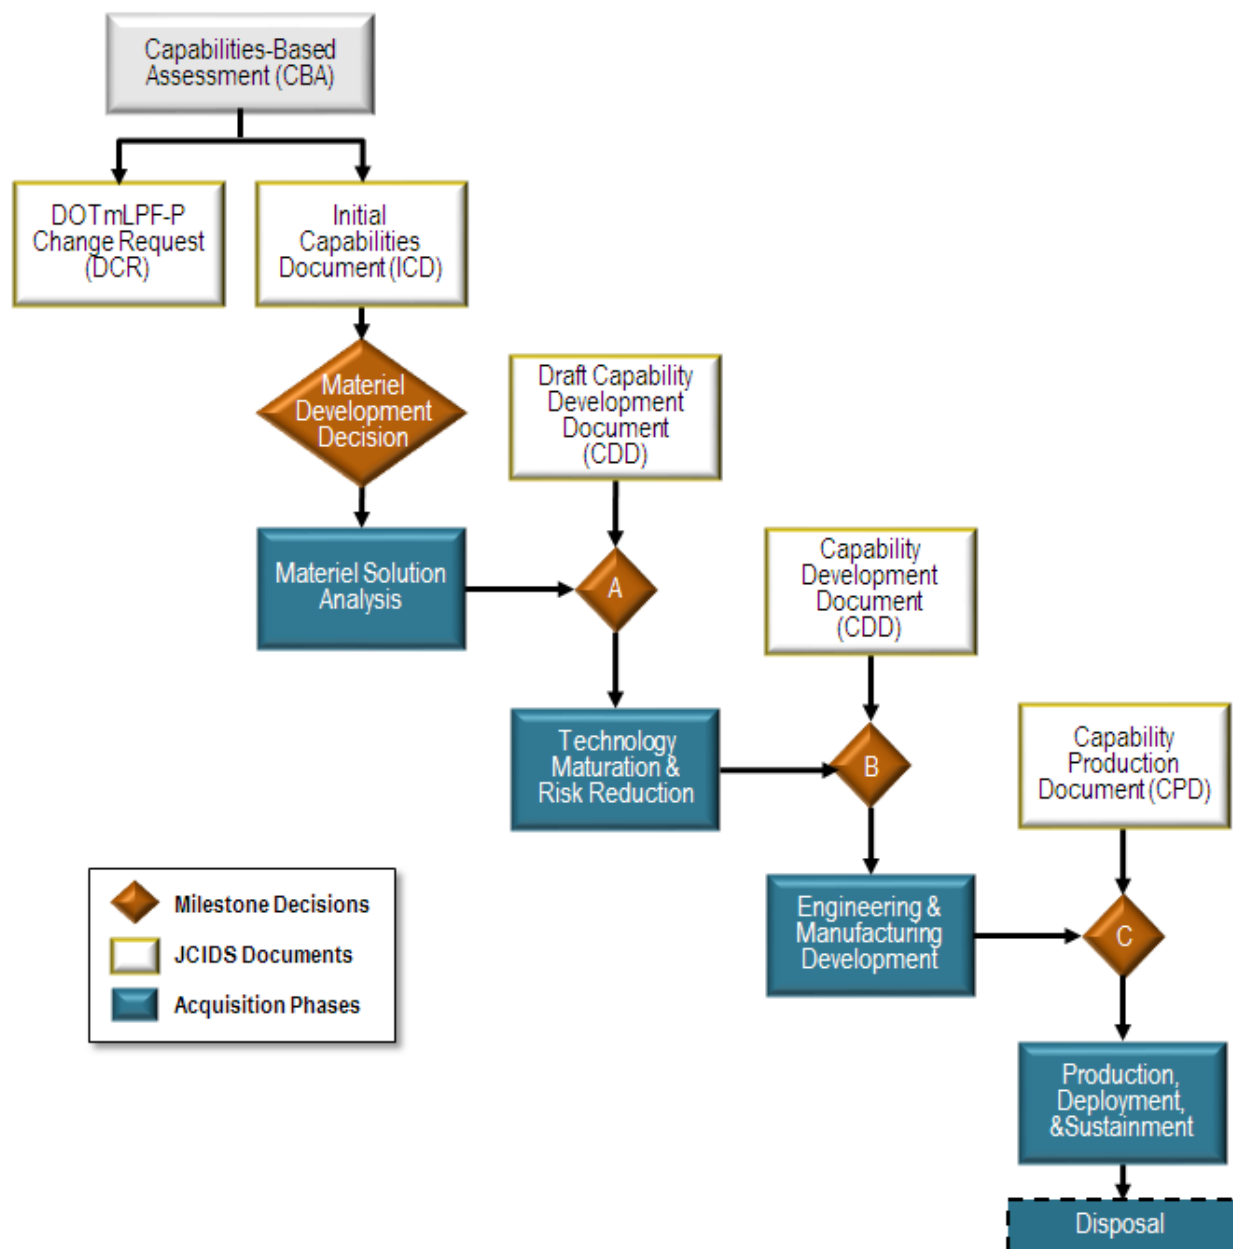 Capabilities-Based
Assessment (CBA)
DOTmLPF-P
Change Request
(DCR)
Initial
Capabilities
Document (ICD)
Materiel
Development
Decision
Draft Capability
Development
Document
(CDD)
Materiel Solution
Analysis
A
Capability
Development
Document
(CDD)
Technology
Maturation &
Risk Reduction
B
Capability
Production
Document (CPD)
Milestone Decisions
JCIDS Documents
Acquisition Phases
Engineering &
Manufacturing
Development
C
Production,
Deployment,
&Sustainment
Disposal